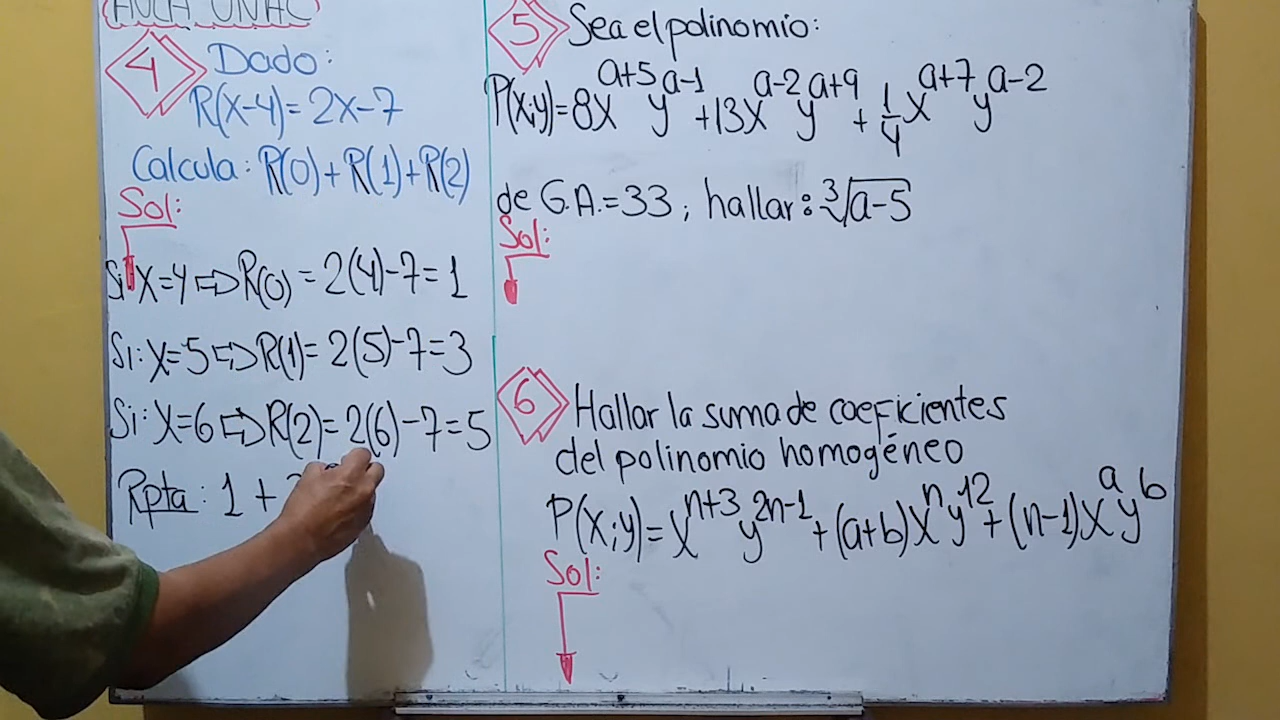 AULA UNAC
4 Dado:
R(x-4)=2x-7
Calcula: R(0)+R(1)+R(2)
Sol:
Si x=4 ⇨ R(0) = 2(4)-7=1
Si: x=5 ⇨ R(1) = 2(5)-7=3
Si: x=6 ⇨ R(2) = 2(6)-7=5
Rpta: 1 +
5 Sea el polinomio:
P(x;y)=8x^{a+5}y^{a-1}+13x^{a-2}y^{a+9}+\frac{1}{4}x^{a+7}y^{a-2}
de G.A.=33; hallar: ∛(a-5)
Sol:
6 Hallar la suma de coeficientes
del polinomio homogéneo
P(x;y)=x^{n+3}y^{2n-1}+(a+b)x^{n}y^{12}+(n-1)x^{a}y^{b}
Sol: